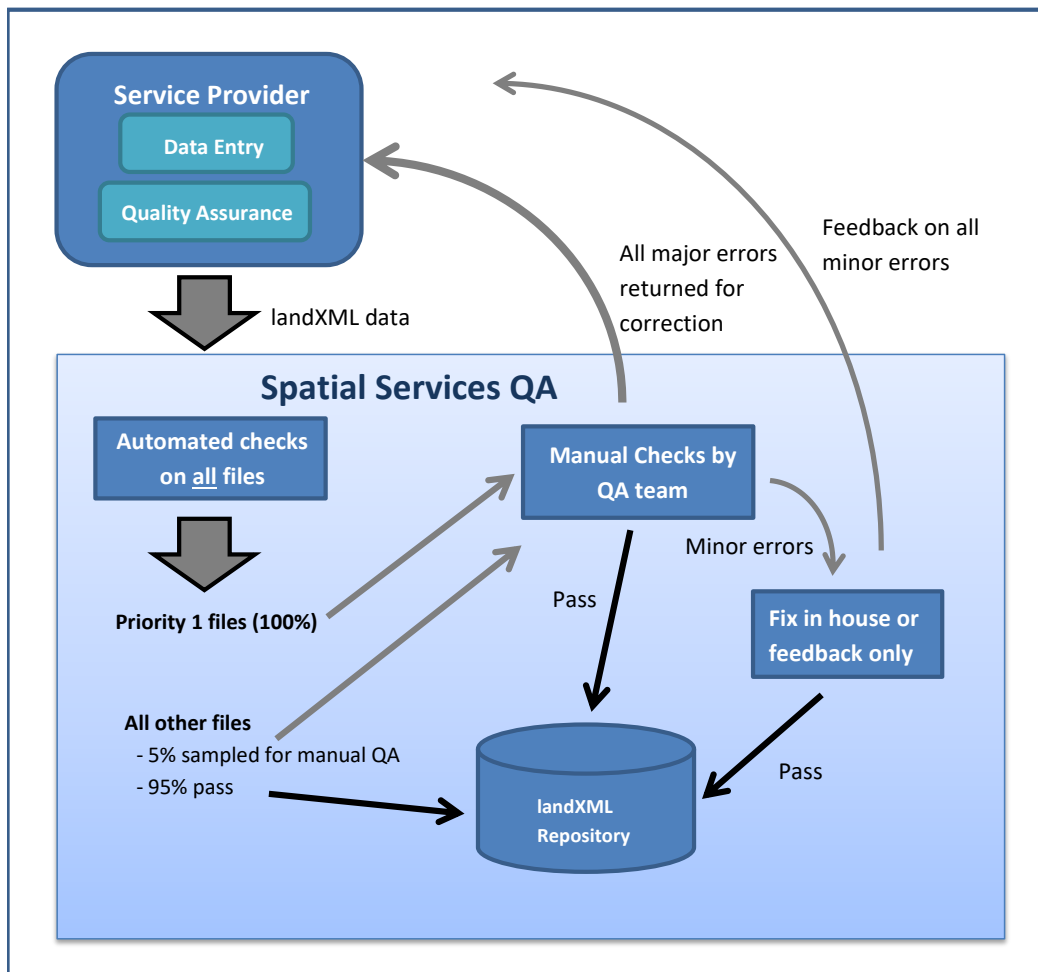 Service Provider
Data Entry
Quality Assurance
landXML data
All major errors
returned for
correction
Feedback on all
minor errors
Spatial Services QA
Automated checks
on all files
Manual Checks by
QA team
Minor errors
Priority 1 files (100%)
Pass
Fix in house or
feedback only
All other files
- 5% sampled for manual QA
- 95% pass
Pass
landXML
Repository